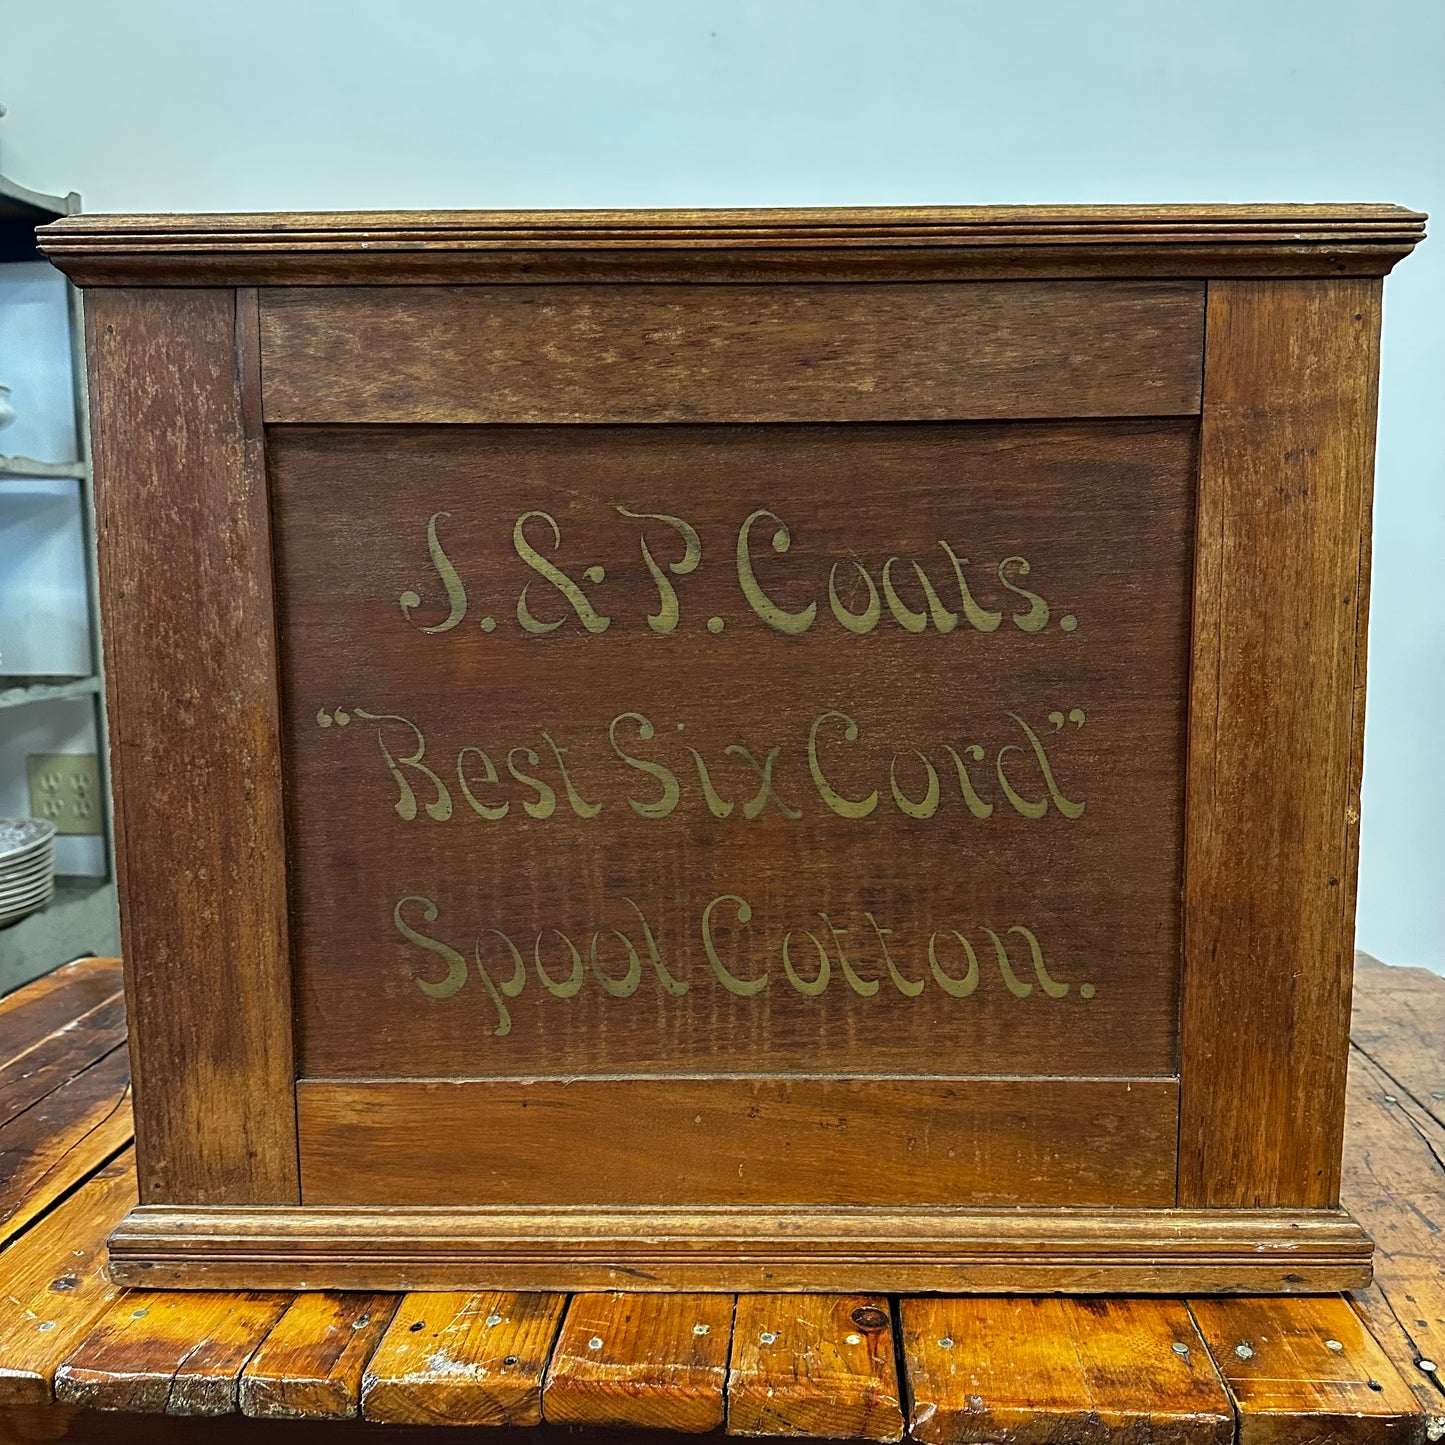 J. & P. Coats.
“Best Six Cord”
Spool Cotton.